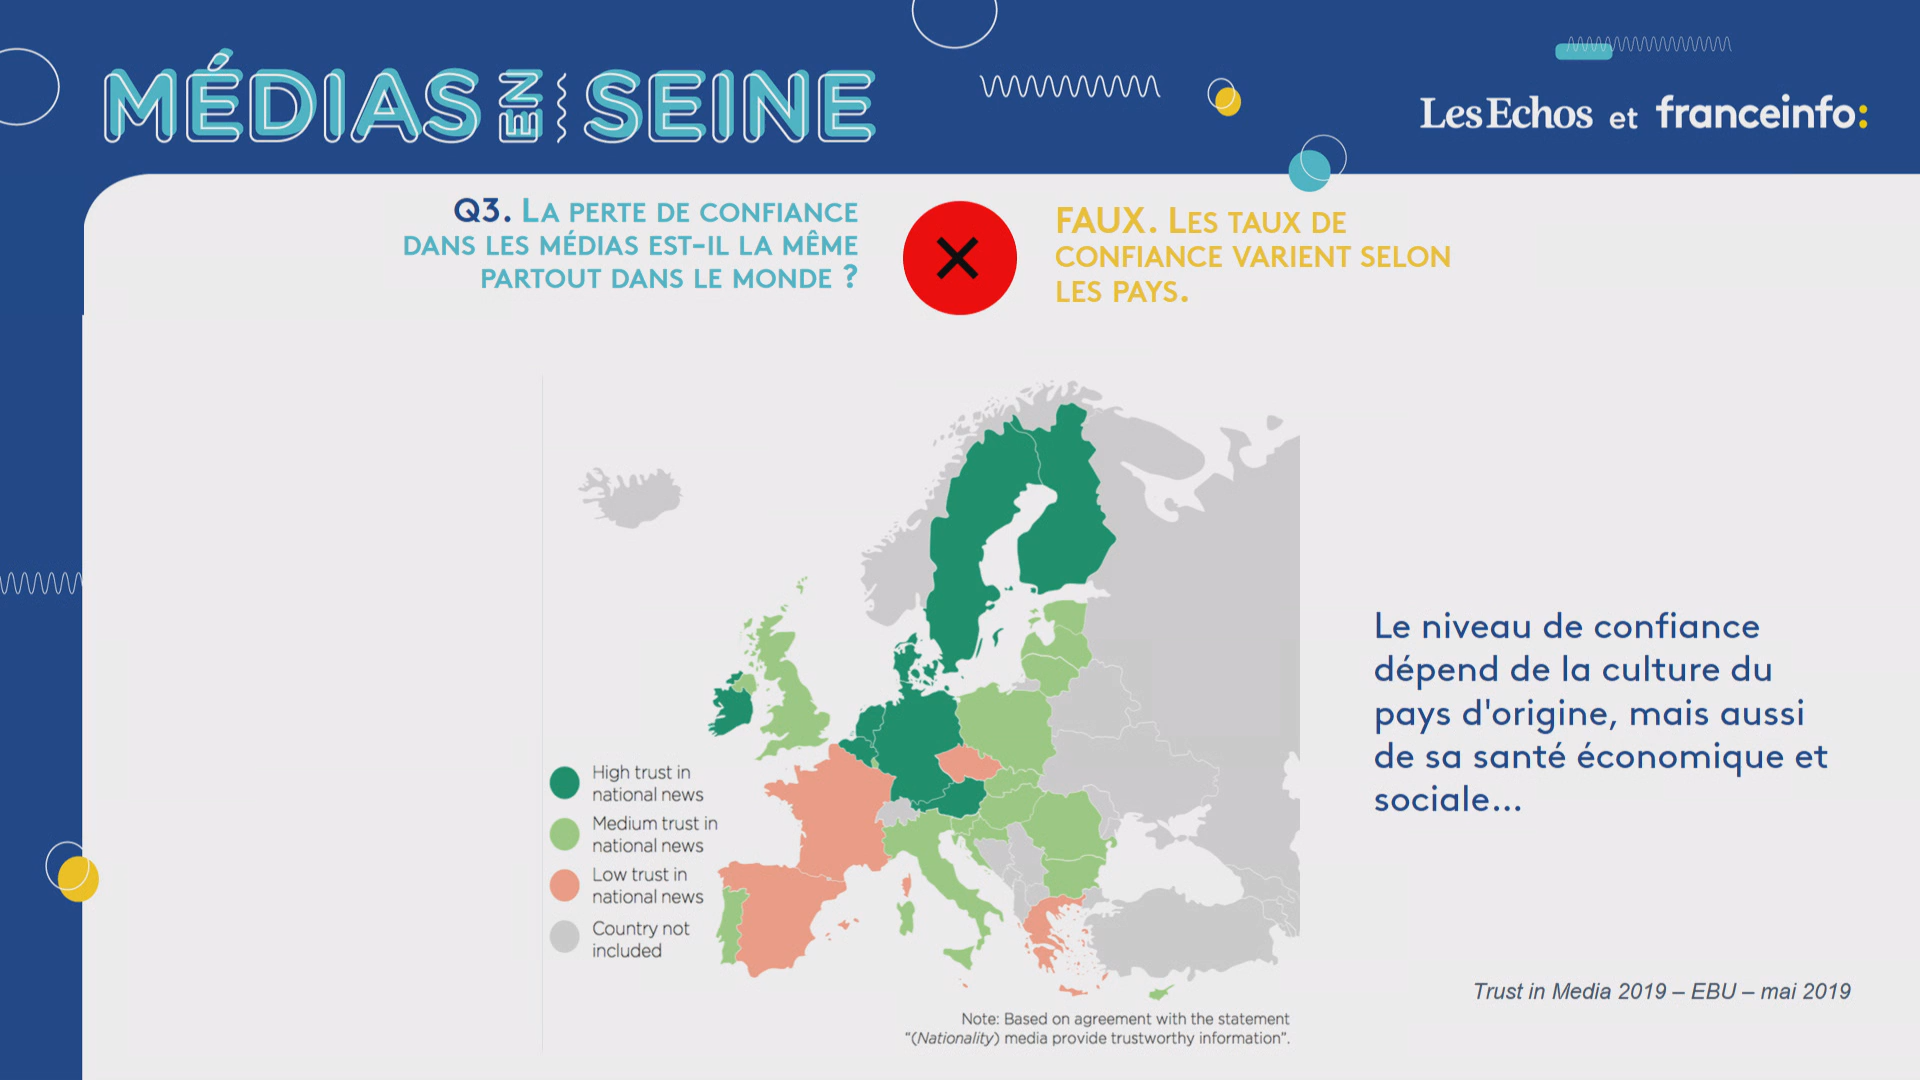 MÉDIAS EN SEINE
Les Echos et franceinfo:
Q3. LA PERTE DE CONFIANCE
DANS LES MÉDIAS EST-IL LA MÊME
PARTOUT DANS LE MONDE ?
FAUX. LES TAUX DE
CONFIANCE VARIENT SELON
LES PAYS.
High trust in
national news
Medium trust in
national news
Low trust in
national news
Country not
included
Note: Based on agreement with the statement
“(Nationality) media provide trustworthy information”.
Le niveau de confiance
dépend de la culture du
pays d'origine, mais aussi
de sa santé économique et
sociale...
Trust in Media 2019 – EBU – mai 2019